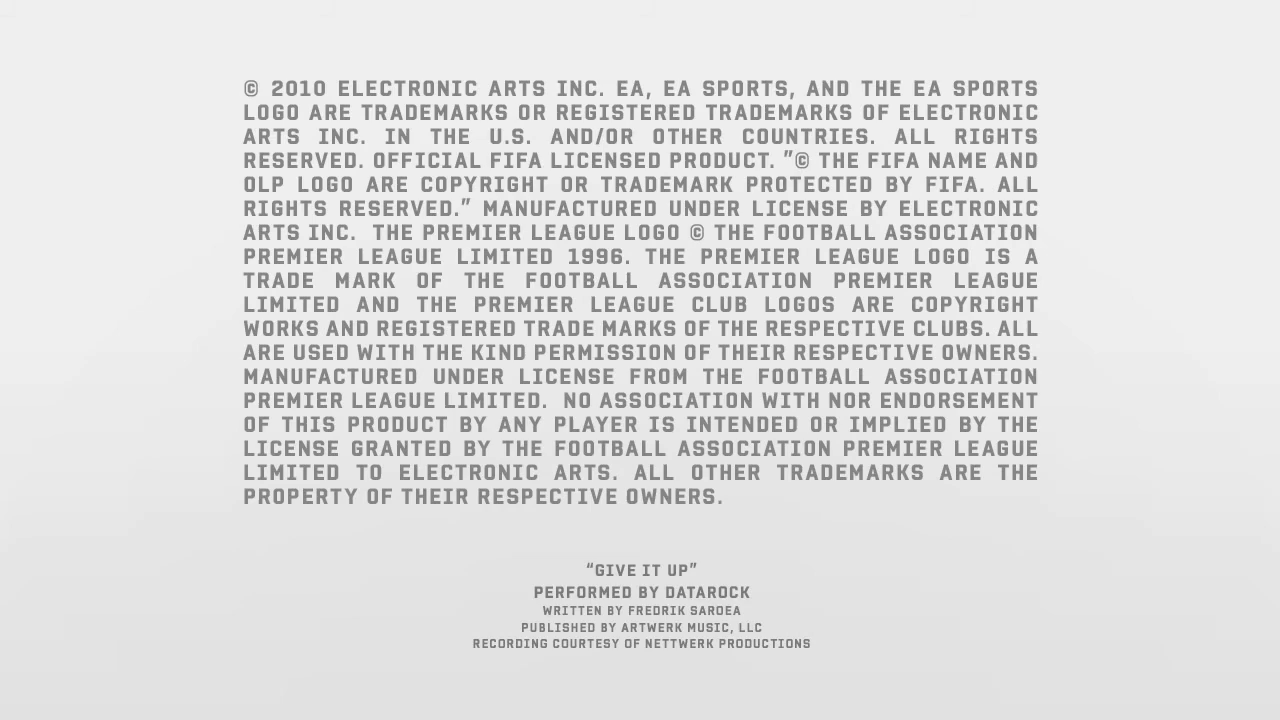 © 2010 ELECTRONIC ARTS INC. EA, EA SPORTS, AND THE EA SPORTS
LOGO ARE TRADEMARKS OR REGISTERED TRADEMARKS OF ELECTRONIC
ARTS INC. IN THE U.S. AND/OR OTHER COUNTRIES. ALL RIGHTS
RESERVED. OFFICIAL FIFA LICENSED PRODUCT. "© THE FIFA NAME AND
OLP LOGO ARE COPYRIGHT OR TRADEMARK PROTECTED BY FIFA. ALL
RIGHTS RESERVED." MANUFACTURED UNDER LICENSE BY ELECTRONIC
ARTS INC. THE PREMIER LEAGUE LOGO © THE FOOTBALL ASSOCIATION
PREMIER LEAGUE LIMITED 1996. THE PREMIER LEAGUE LOGO IS A
TRADE MARK OF THE FOOTBALL ASSOCIATION PREMIER LEAGUE
LIMITED AND THE PREMIER LEAGUE CLUB LOGOS ARE COPYRIGHT
WORKS AND REGISTERED TRADE MARKS OF THE RESPECTIVE CLUBS. ALL
ARE USED WITH THE KIND PERMISSION OF THEIR RESPECTIVE OWNERS.
MANUFACTURED UNDER LICENSE FROM THE FOOTBALL ASSOCIATION
PREMIER LEAGUE LIMITED. NO ASSOCIATION WITH NOR ENDORSEMENT
OF THIS PRODUCT BY ANY PLAYER IS INTENDED OR IMPLIED BY THE
LICENSE GRANTED BY THE FOOTBALL ASSOCIATION PREMIER LEAGUE
LIMITED TO ELECTRONIC ARTS. ALL OTHER TRADEMARKS ARE THE
PROPERTY OF THEIR RESPECTIVE OWNERS.
“GIVE IT UP”
PERFORMED BY DATAROCK
WRITTEN BY FREDRIK SAROEA
PUBLISHED BY ARTWERK MUSIC, LLC
RECORDING COURTESY OF NETTWERK PRODUCTIONS